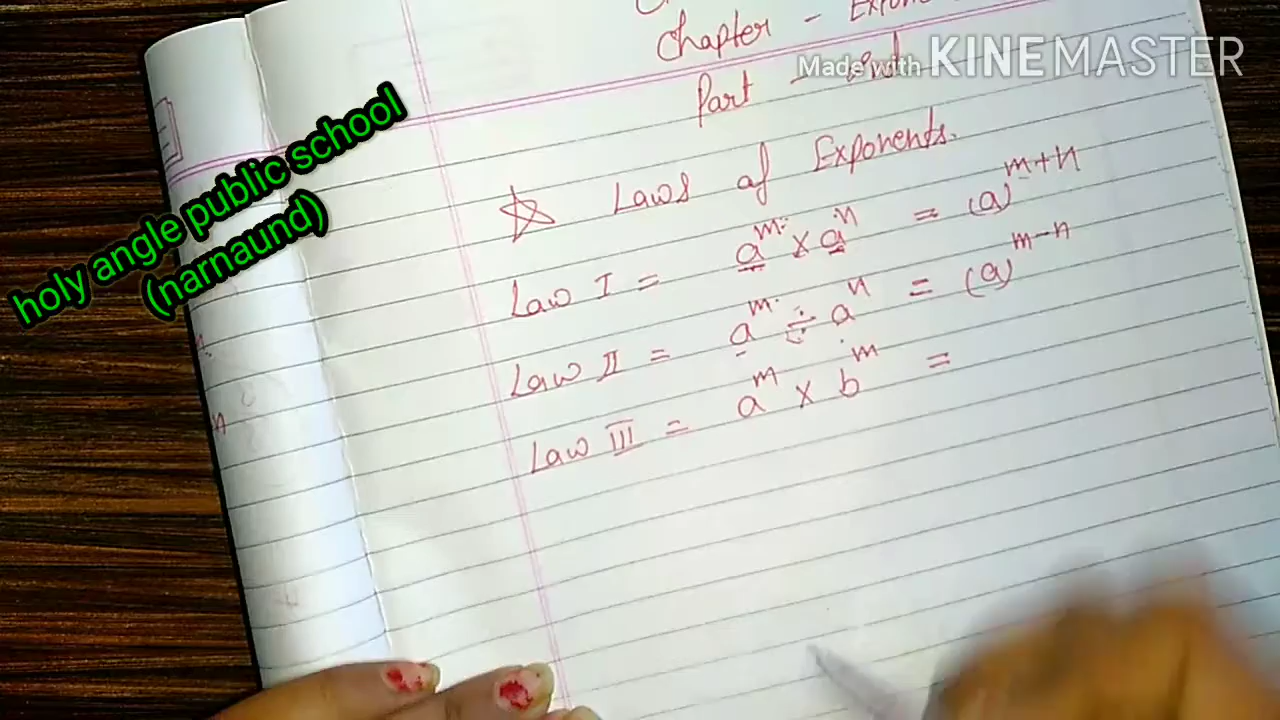 Chapter -
Made with KINEMASTER
Part -
☆ Laws of Exponents.
Law I = a^m × a^n = (a)^m+n
Law II = a^m ÷ a^n = (a)^m-n
Law III = a^m × b^m =
holy angle public school
(narnaund)